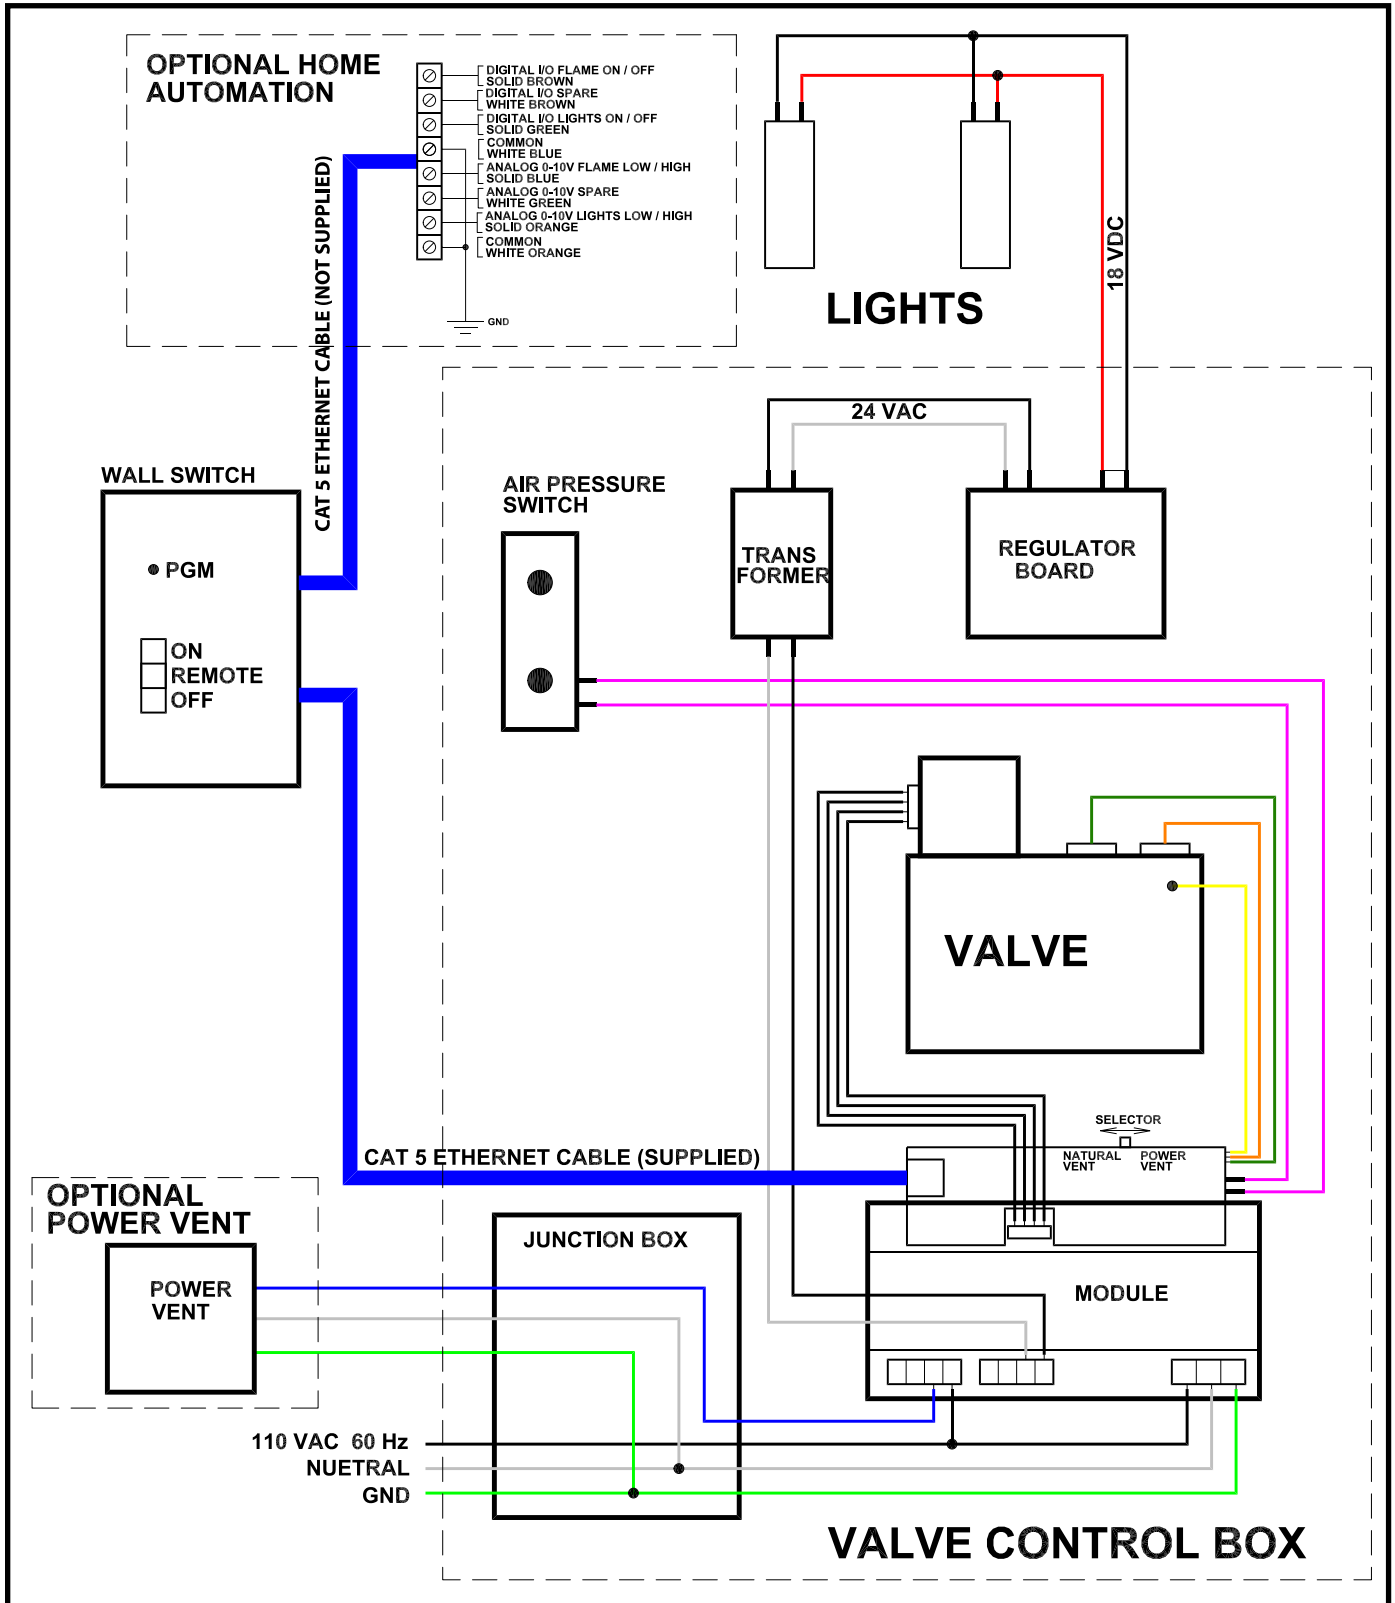 OPTIONAL HOME
AUTOMATION
DIGITAL I/O FLAME ON / OFF
SOLID BROWN
DIGITAL I/O SPARE
WHITE BROWN
DIGITAL I/O LIGHTS ON / OFF
SOLID GREEN
COMMON
WHITE BLUE
ANALOG 0-10V FLAME LOW / HIGH
SOLID BLUE
ANALOG 0-10V SPARE
WHITE GREEN
ANALOG 0-10V LIGHTS LOW / HIGH
SOLID ORANGE
COMMON
WHITE ORANGE
GND
CAT 5 ETHERNET CABLE (NOT SUPPLIED)
LIGHTS
18 VDC
24 VAC
WALL SWITCH
PGM
ON
REMOTE
OFF
AIR PRESSURE
SWITCH
TRANS
FORMER
REGULATOR
BOARD
VALVE
SELECTOR
NATURAL
VENT
POWER
VENT
CAT 5 ETHERNET CABLE (SUPPLIED)
OPTIONAL
POWER VENT
POWER
VENT
JUNCTION BOX
MODULE
110 VAC 60 Hz
NUETRAL
GND
VALVE CONTROL BOX